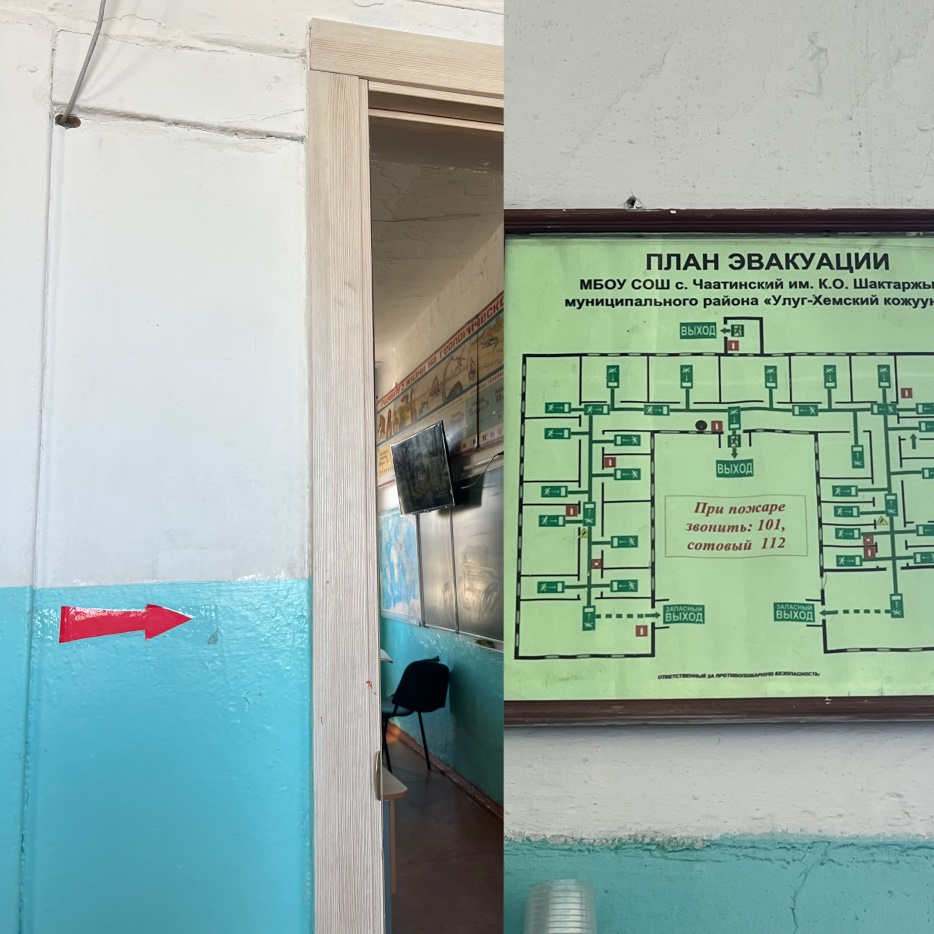 ПЛАН ЭВАКУАЦИИ
МБОУ СОШ с. Чаатинский им. К.О. Шактаржы
муниципального района «Улуг-Хемский кожуун
ВЫХОД
ВЫХОД
При пожаре
звонить: 101,
сотовый 112
ЗАПАСНЫЙ
ВЫХОД
ЗАПАСНЫЙ
ВЫХОД
ОТВЕТСТВЕННЫЙ ЗА ПРОТИВОПОЖАРНУЮ БЕЗОПАСНОСТЬ: